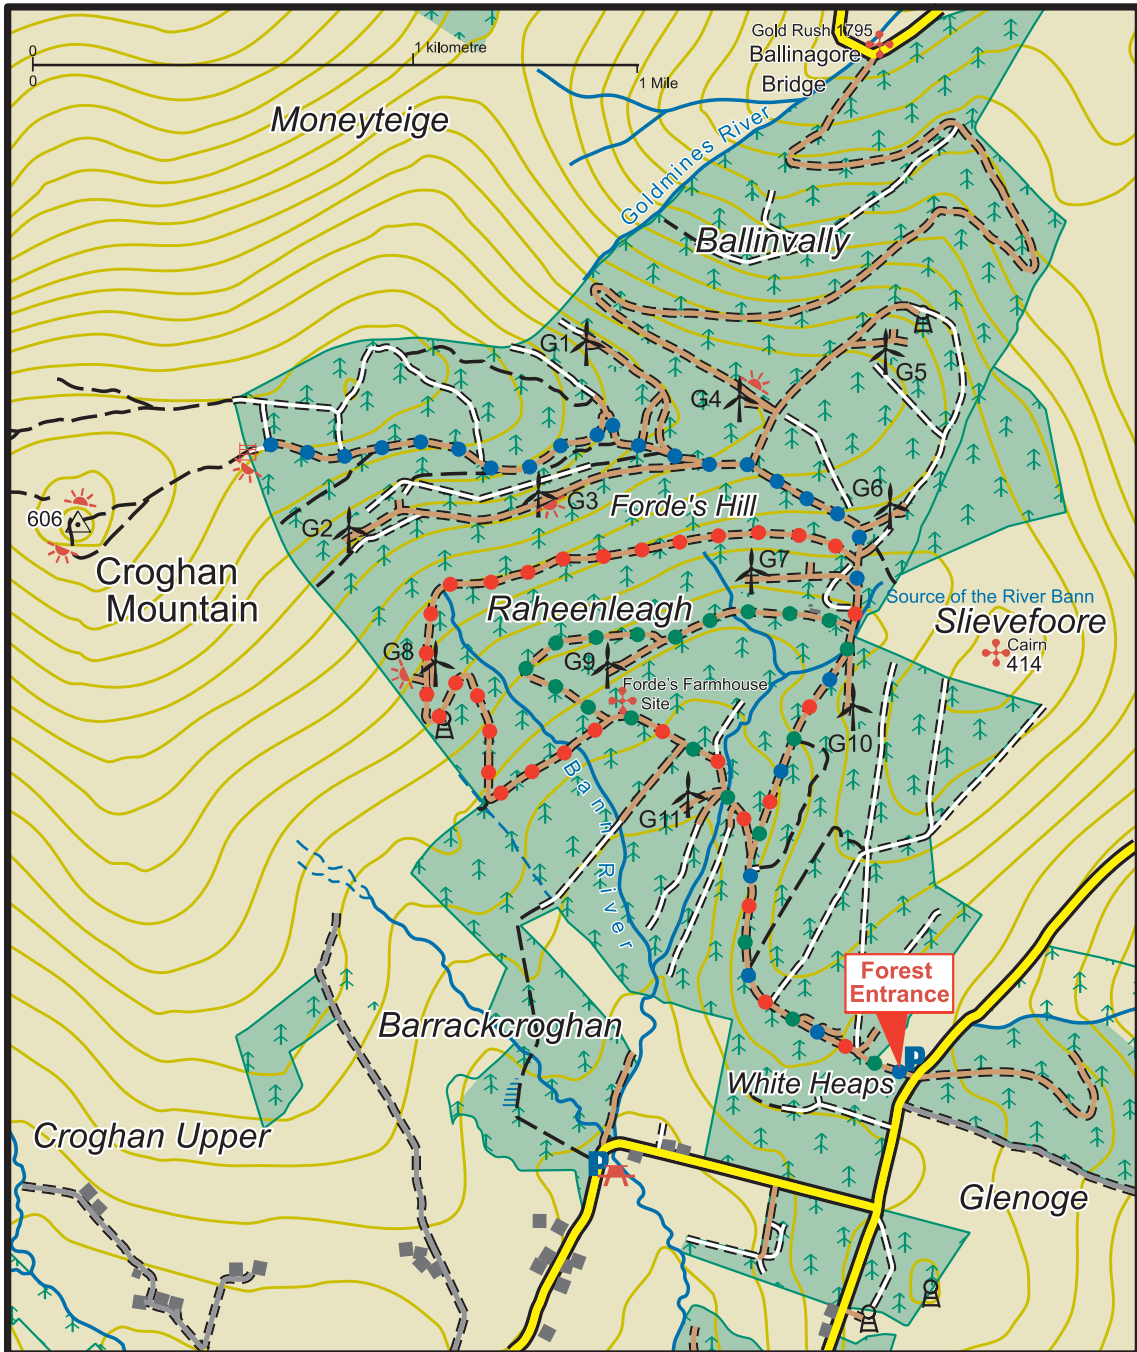 Gold Rush 1795
Ballinagore
Bridge
0
1 kilometre
0
1 Mile
Moneyteige
Goldmines River
Ballinvally
G1
G5
G4
G6
G3
G2
606
Forde's Hill
Croghan
Mountain
G7
Source of the River Bann
Raheenleagh
Slievefoore
Cairn
414
G8
G9
Forde's Farmhouse
Site
G10
Bann River
G11
Forest
Entrance
Barrackcroghan
P
White Heaps
Croghan Upper
P
Glenoge